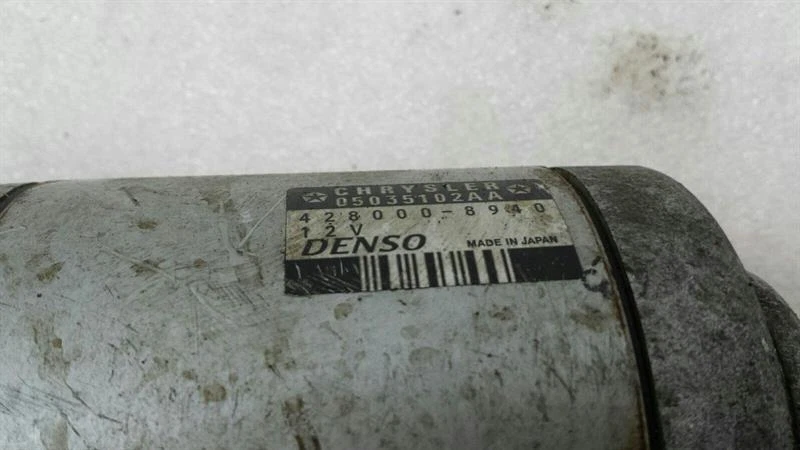 CHRYSLER
05035102AA
428000-8940
12V
DENSO MADE IN JAPAN